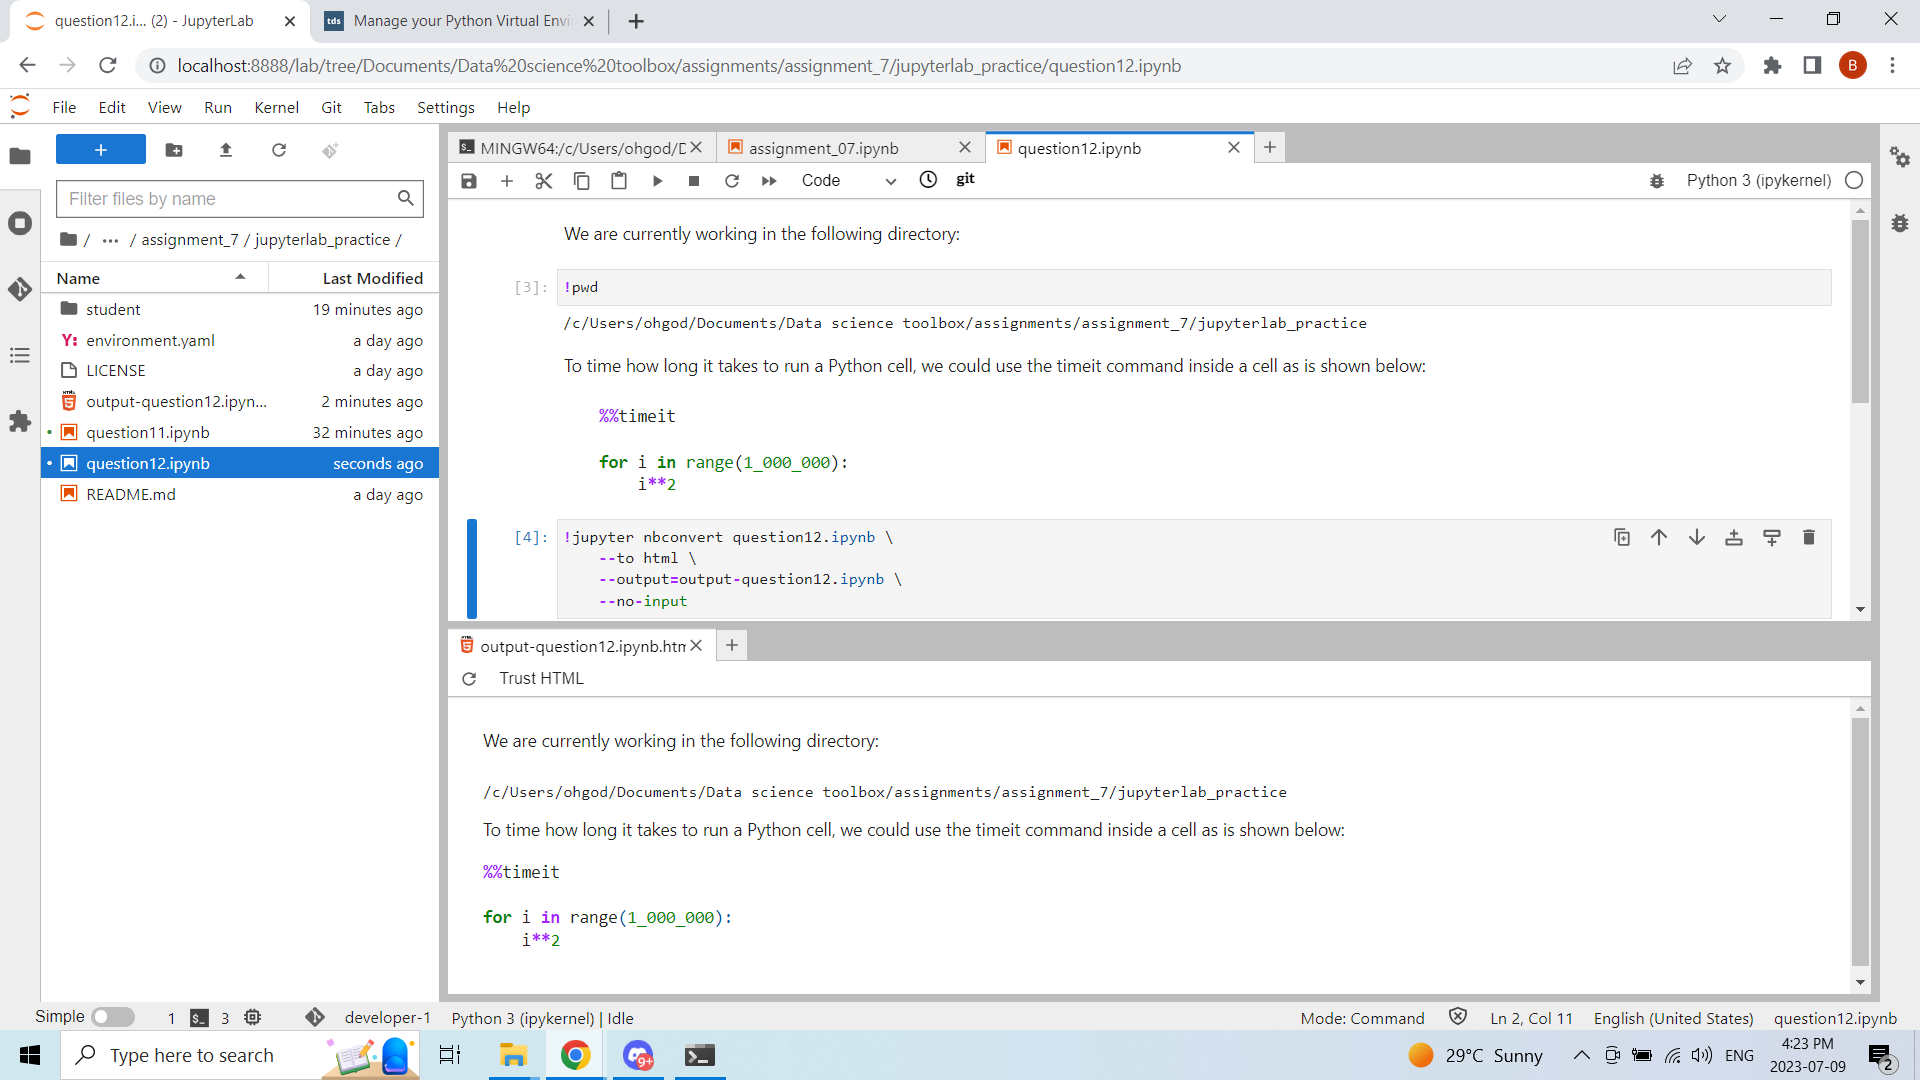 question12.i... (2) - JupyterLab
tds Manage your Python Virtual Envi
localhost:8888/lab/tree/Documents/Data%20science%20toolbox/assignments/assignment_7/jupyterlab_practice/question12.ipynb
B
File Edit View Run Kernel Git Tabs Settings Help
MINGW64:/c/Users/ohgod/D
assignment_07.ipynb
question12.ipynb
Code
git
Python 3 (ipykernel)
Filter files by name
/ ... / assignment_7 / jupyterlab_practice /
Name Last Modified
student 19 minutes ago
Y: environment.yaml a day ago
LICENSE a day ago
output-question12.ipyn... 2 minutes ago
question11.ipynb 32 minutes ago
question12.ipynb seconds ago
README.md a day ago
We are currently working in the following directory:
[3]: !pwd
/c/Users/ohgod/Documents/Data science toolbox/assignments/assignment_7/jupyterlab_practice
To time how long it takes to run a Python cell, we could use the timeit command inside a cell as is shown below:
%%timeit
for i in range(1_000_000):
i**2
[4]: !jupyter nbconvert question12.ipynb \
--to html \
--output=output-question12.ipynb \
--no-input
output-question12.ipynb.htm
Trust HTML
We are currently working in the following directory:
/c/Users/ohgod/Documents/Data science toolbox/assignments/assignment_7/jupyterlab_practice
To time how long it takes to run a Python cell, we could use the timeit command inside a cell as is shown below:
%%timeit
for i in range(1_000_000):
i**2
Simple 1 3 developer-1 Python 3 (ipykernel) | Idle Mode: Command Ln 2, Col 11 English (United States) question12.ipynb
Type here to search
9+
29°C Sunny
ENG
4:23 PM
2023-07-09
2